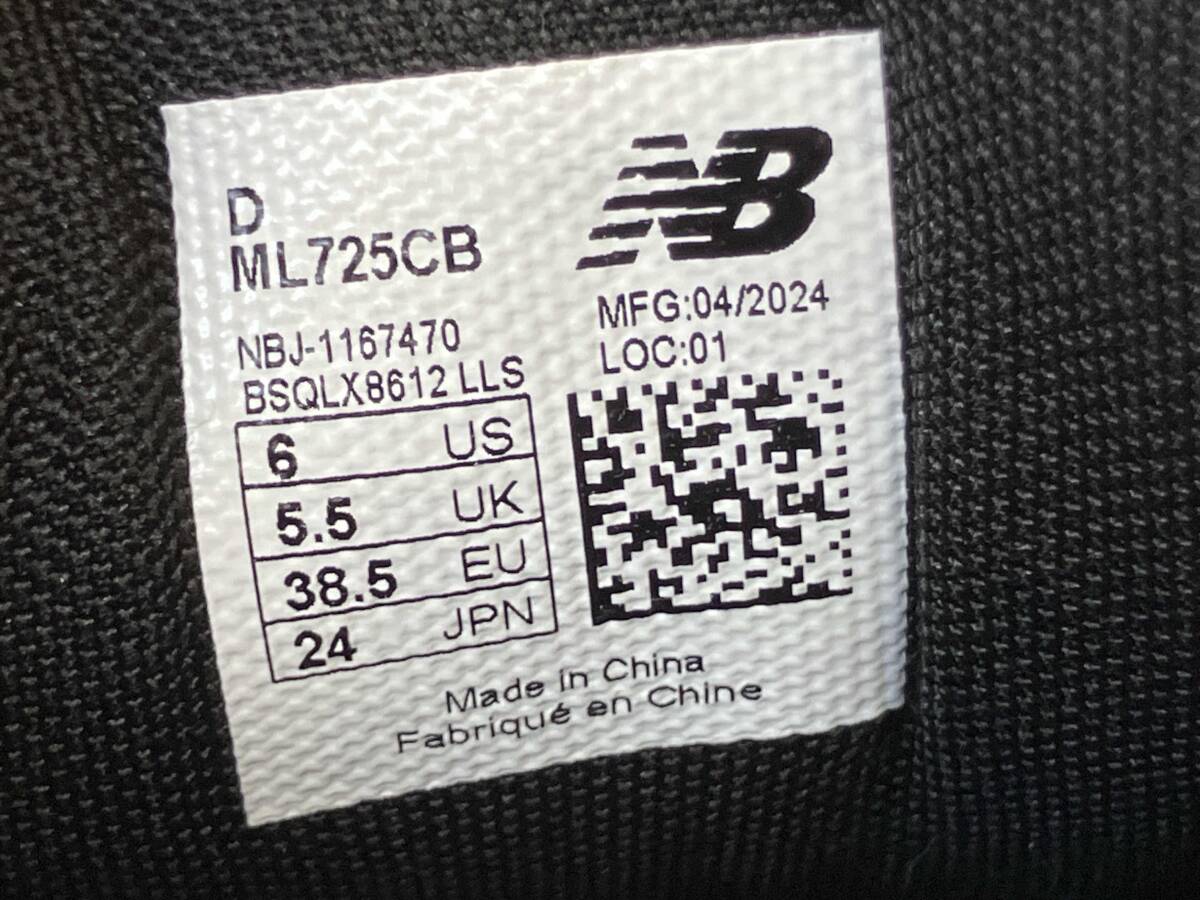 D
ML725CB
NBJ-1167470
BSQLX8612 LLS
6 US
5.5 UK
38.5 EU
24 JPN
NB
MFG:04/2024
LOC:01
Made in China
Fabriqué en Chine